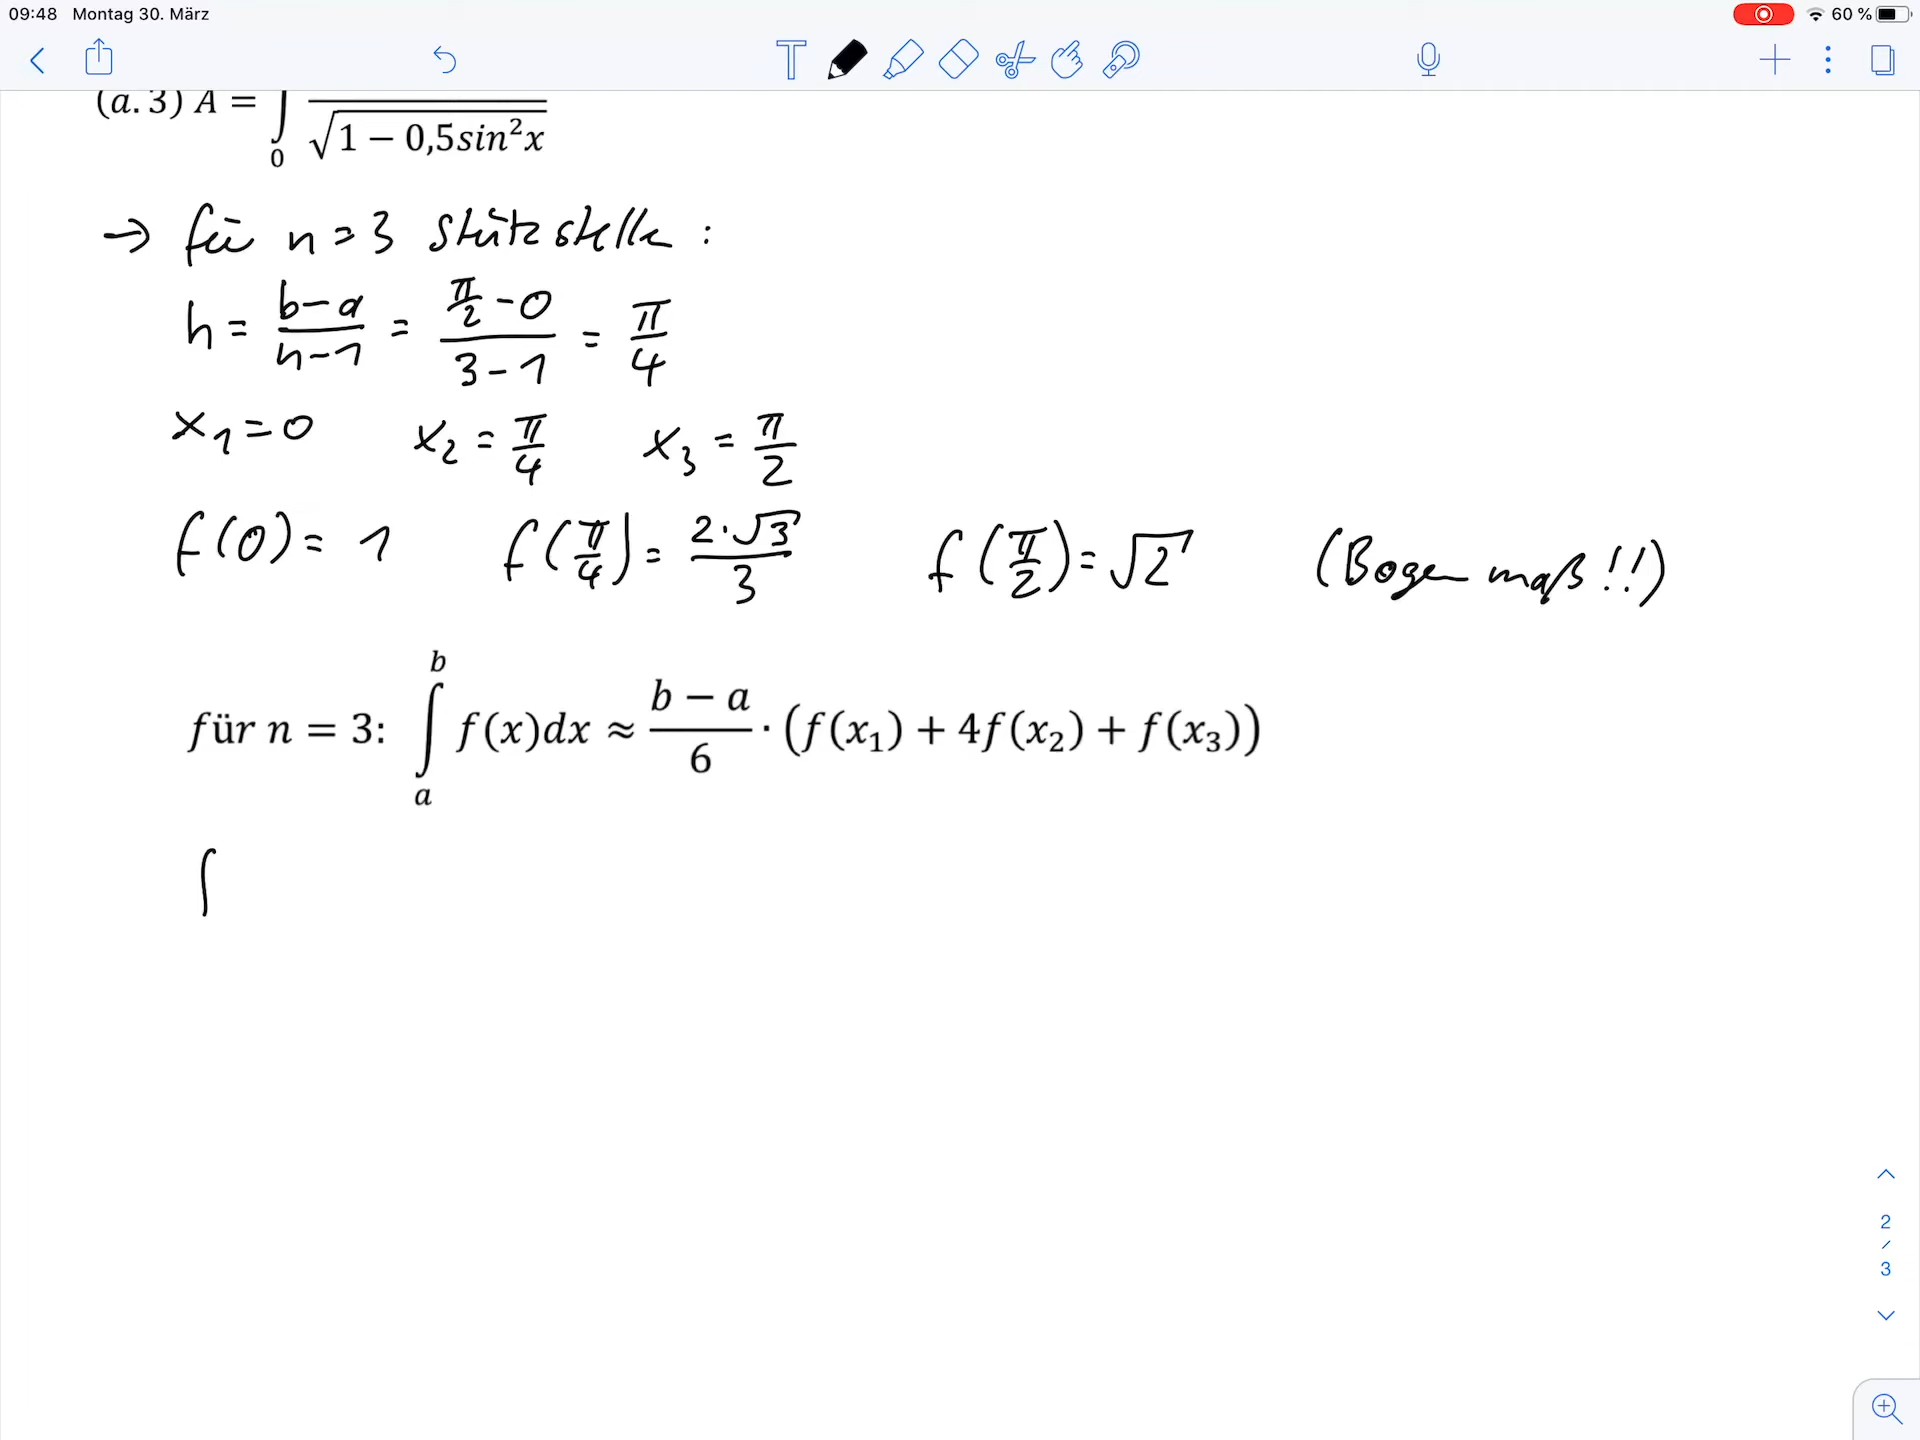 09:48 Montag 30. März 60 %
(a. 3) A = ∫ 0 √1 − 0,5sin²x
→ für n=3 Stützstellen :
h = b-a / n-1 = π/2 - 0 / 3-1 = π/4
x₁=0 x₂ = π/4 x₃ = π/2
f(0) = 1 f(π/4) = 2·√3 / 3 f(π/2) = √2 (Bogenmaß!!)
für n = 3: ∫ₐᵇ f(x)dx ≈ b − a / 6 · (f(x₁) + 4f(x₂) + f(x₃))
∫
2
/
3